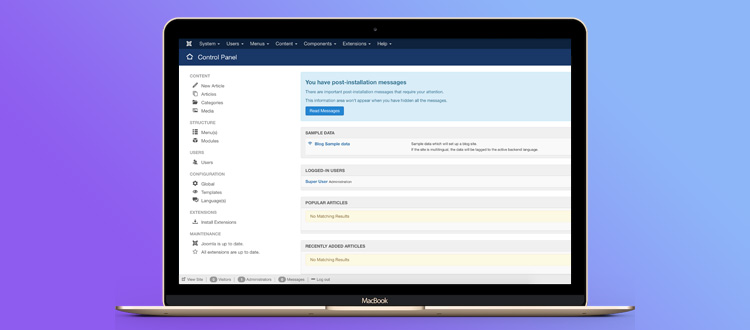 System Users Menus Content Components Extensions Help
Control Panel
CONTENT
New Article
Articles
Categories
Media
STRUCTURE
Menu(s)
Modules
USERS
Users
CONFIGURATION
Global
Templates
Language(s)
EXTENSIONS
Install Extensions
MAINTENANCE
Joomla is up to date
All extensions are up to date.
You have post-installation messages
There are important post-installation messages that require your attention.
This information area won't appear when you have hidden all the messages.
Read Messages
SAMPLE DATA
Blog Sample data
Sample data which will set up a blog site.
If the site is multilingual, the data will be tagged to the active backend language.
LOGGED-IN USERS
Super User Administration
POPULAR ARTICLES
No Matching Results
RECENTLY ADDED ARTICLES
No Matching Results
View Site 0 Visitors 1 Administrators 0 Messages Log out
MacBook